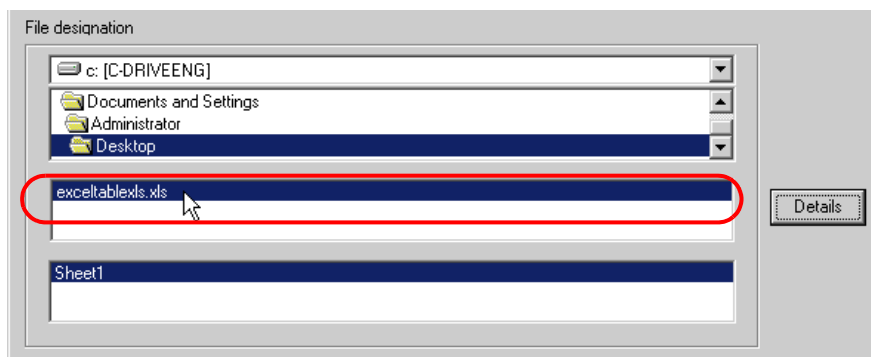 File designation
c: [C-DRIVEENG]
Documents and Settings
Administrator
Desktop
exceltablexls.xls
Details
Sheet1